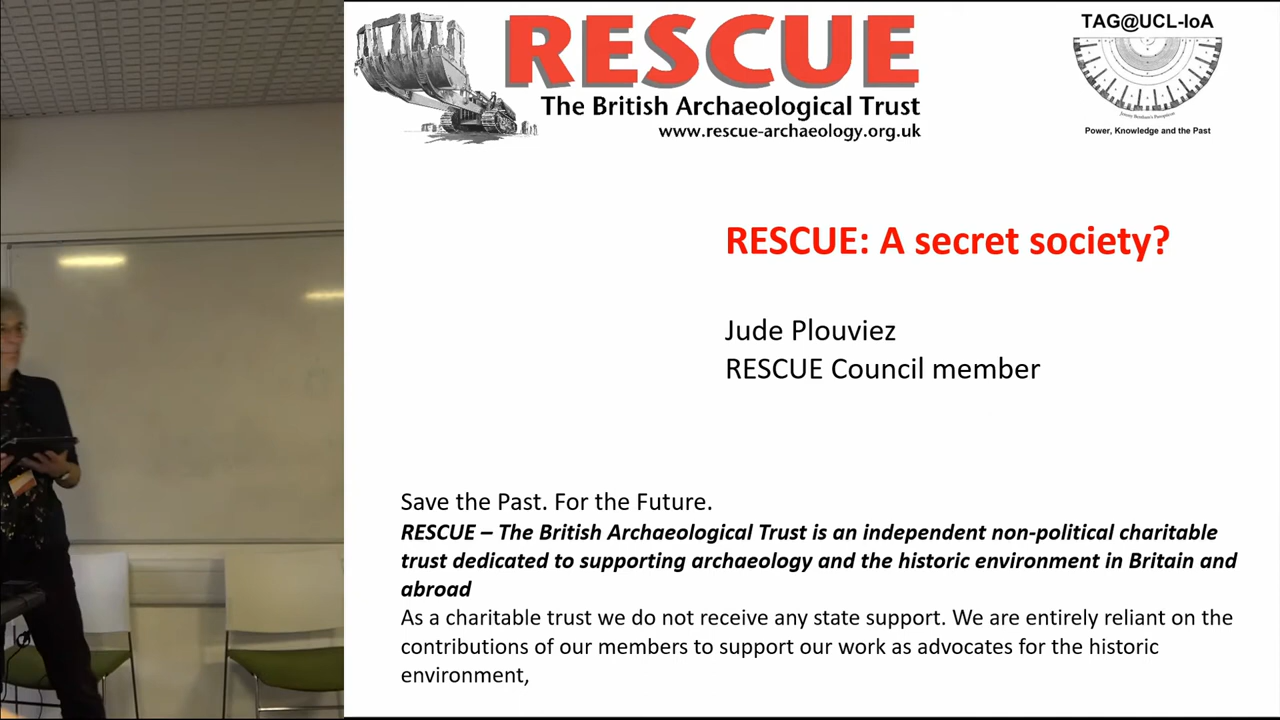 RESCUE
The British Archaeological Trust
www.rescue-archaeology.org.uk
TAG@UCL-IoA
Jeremy Bentham's Panopticon
Power, Knowledge and the Past
RESCUE: A secret society?
Jude Plouviez
RESCUE Council member
Save the Past. For the Future.
RESCUE – The British Archaeological Trust is an independent non-political charitable
trust dedicated to supporting archaeology and the historic environment in Britain and
abroad
As a charitable trust we do not receive any state support. We are entirely reliant on the
contributions of our members to support our work as advocates for the historic
environment,